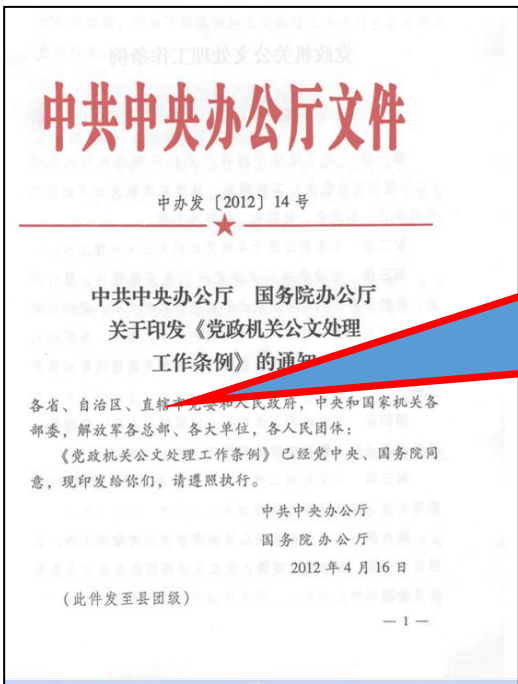 中共中央办公厅文件
中办发〔2012〕14号
中共中央办公厅　国务院办公厅
关于印发《党政机关公文处理
工作条例》的通知
各省、自治区、直辖市党委和人民政府，中央和国家机关各
部委，解放军各总部、各大单位，各人民团体：
《党政机关公文处理工作条例》已经党中央、国务院同
意，现印发给你们，请遵照执行。
中共中央办公厅
国务院办公厅
2012年4月16日
（此件发至县团级）
— 1 —